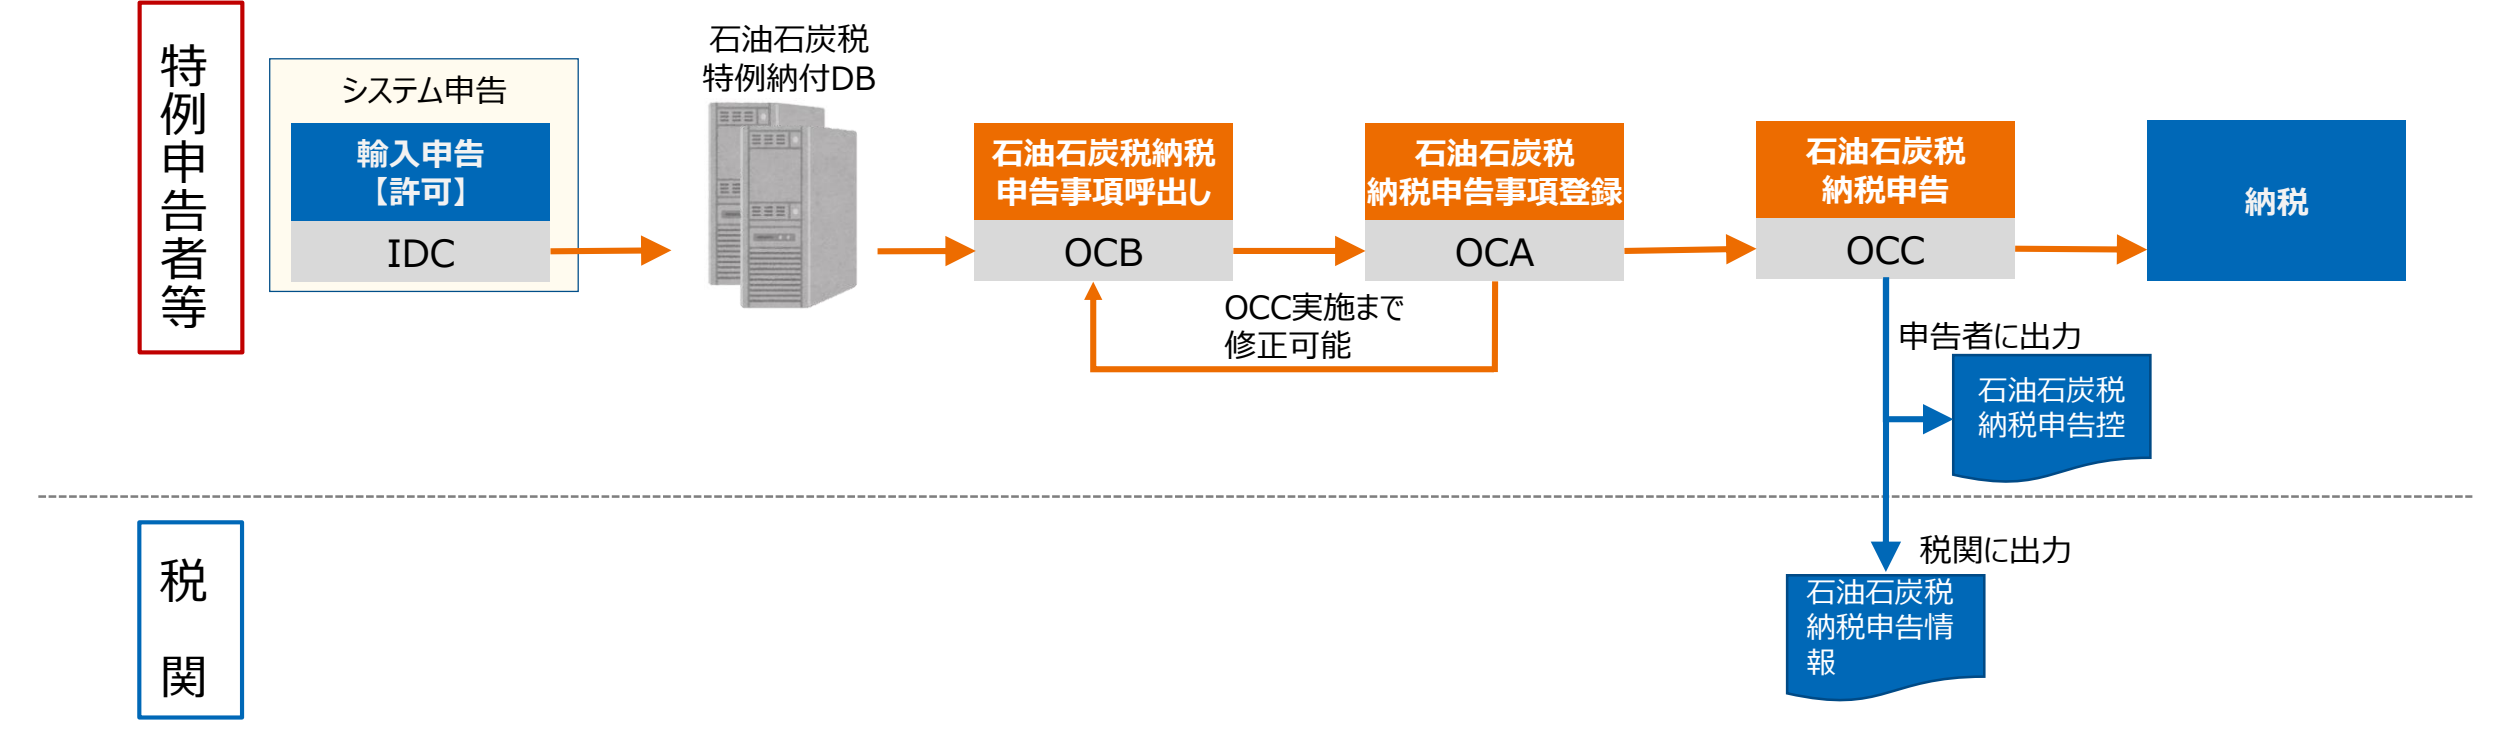 特例申告者等
システム申告
輸入申告
【許可】
IDC
石油石炭税
特例納付DB
石油石炭税納税
申告事項呼出し
OCB
石油石炭税
納税申告事項登録
OCA
石油石炭税
納税申告
OCC
納税
OCC実施まで
修正可能
申告者に出力
石油石炭税
納税申告控
税関
税関に出力
石油石炭税
納税申告情
報